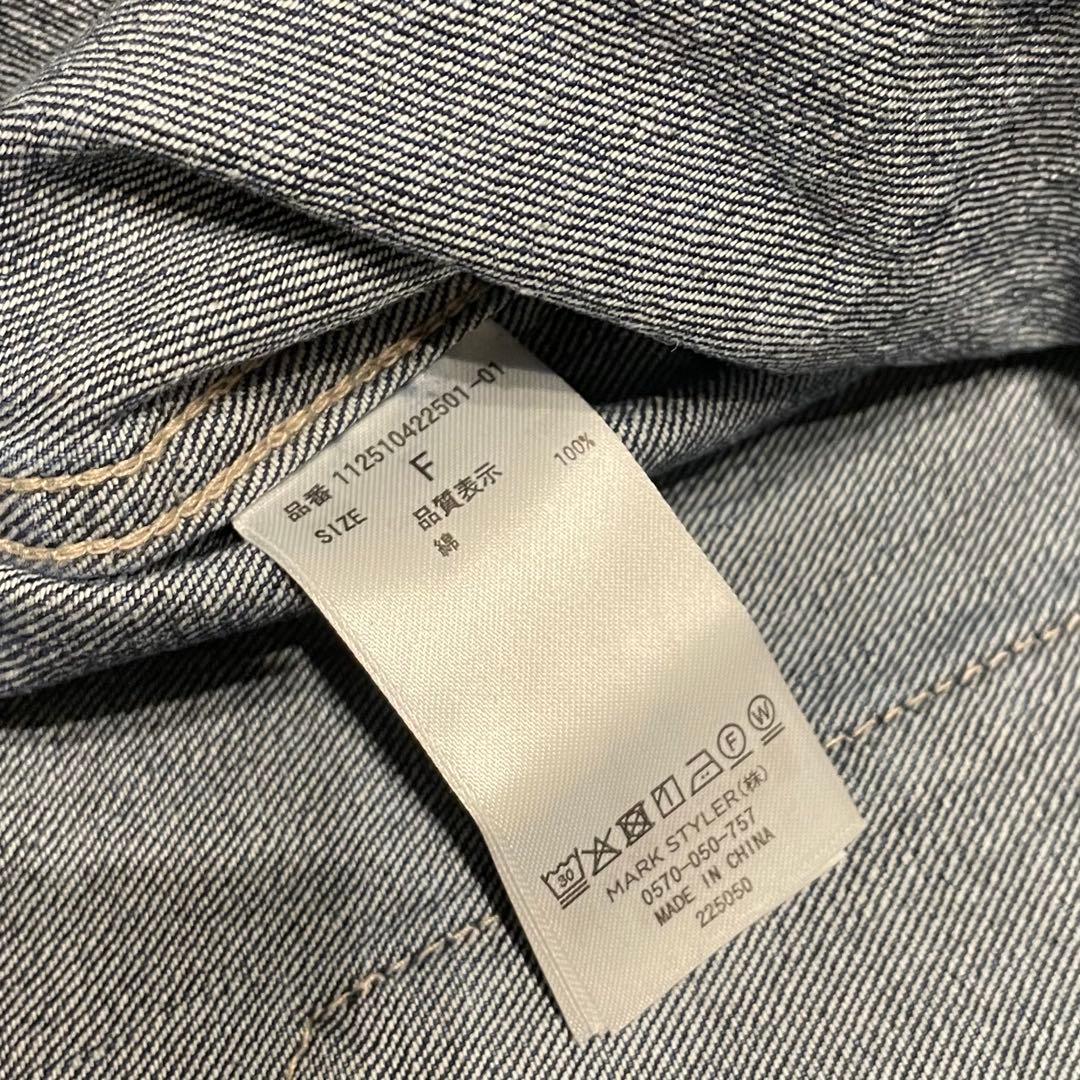 品番 112510422501-01
SIZE F
品質表示
綿 100%
30 F W
MARK STYLER(株)
0570-050-757
MADE IN CHINA
225050